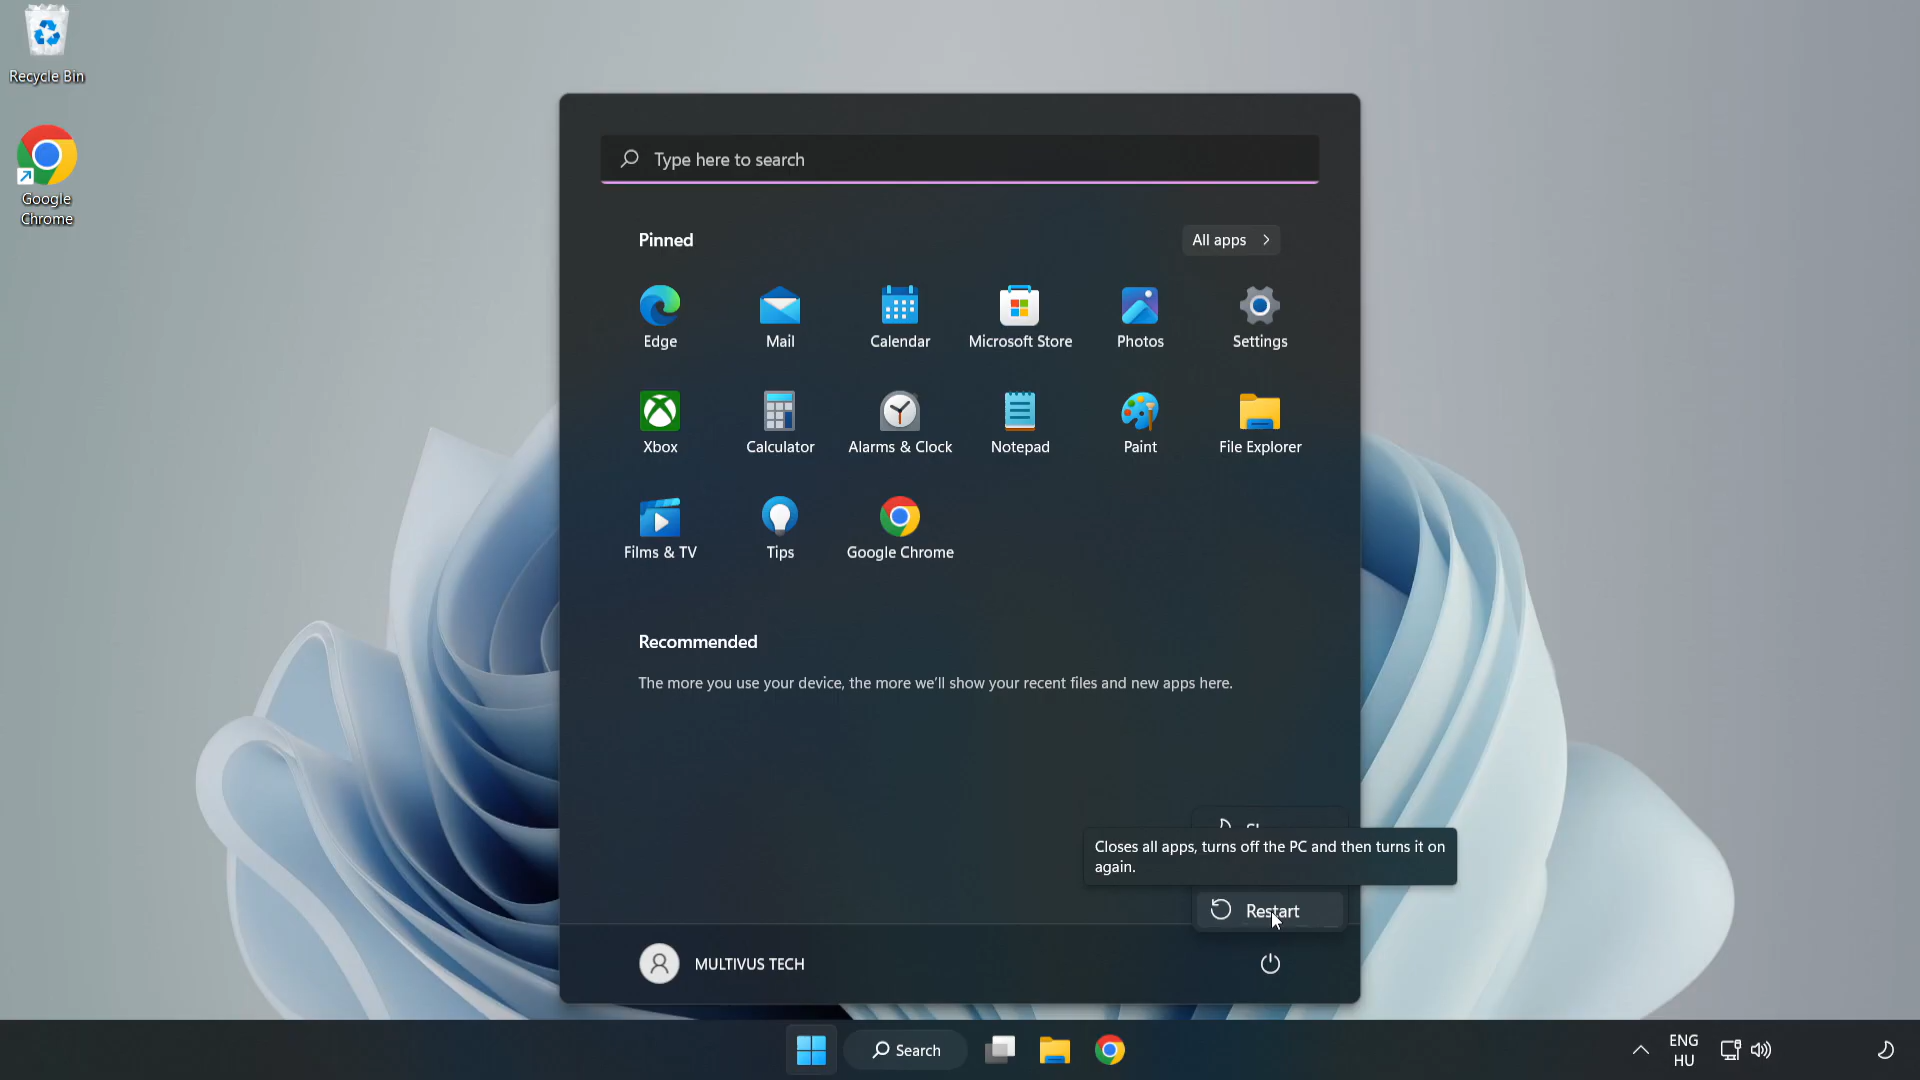 Recycle Bin
Google
Chrome
Type here to search
Pinned
All apps
Edge
Mail
Calendar
Microsoft Store
Photos
Settings
Xbox
Calculator
Alarms & Clock
Notepad
Paint
File Explorer
Films & TV
Tips
Google Chrome
Recommended
The more you use your device, the more we'll show your recent files and new apps here.
Closes all apps, turns off the PC and then turns it on
again.
Restart
MULTIVUS TECH
Search
ENG
HU